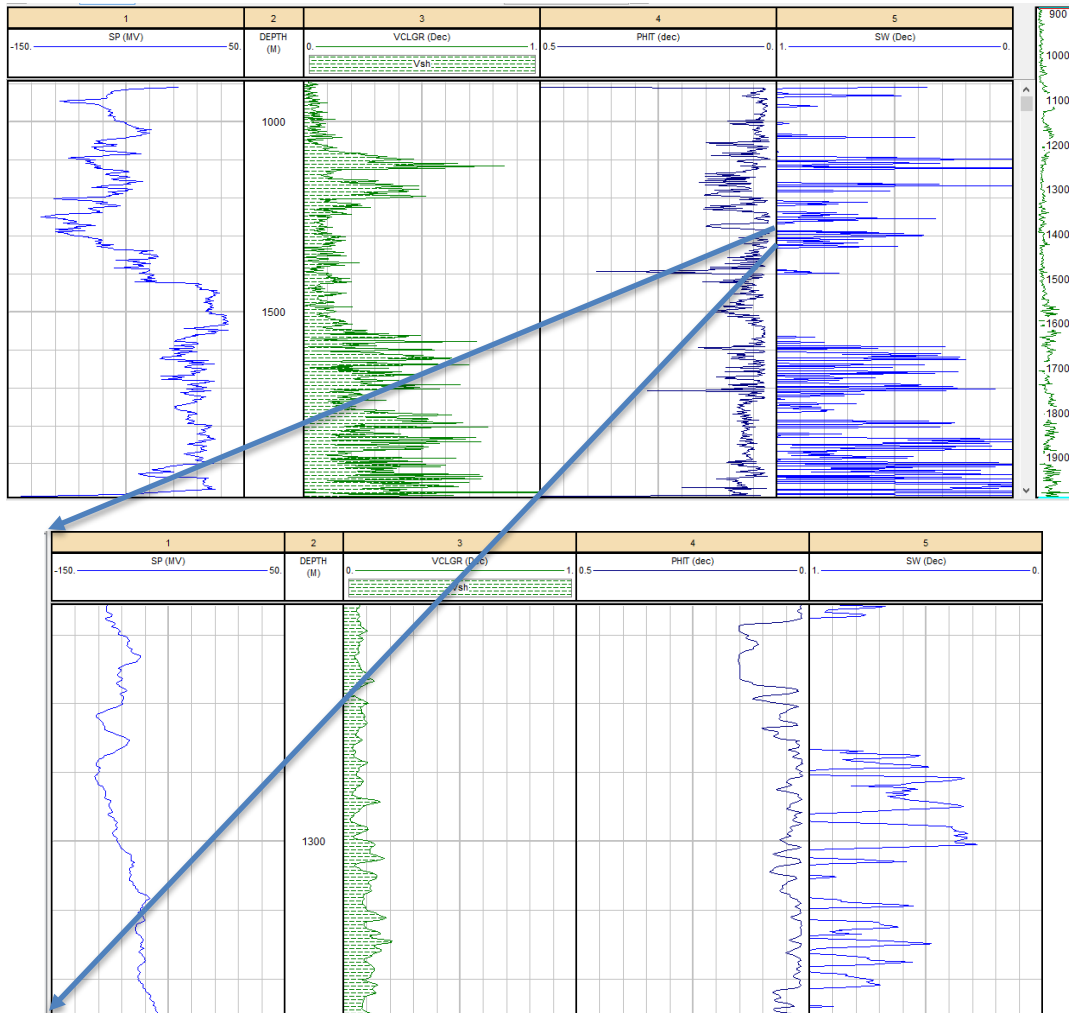 1 2 3 4 5
SP (MV) DEPTH (M) VCLGR (Dec) PHIT (dec) SW (Dec)
-150. 50. 0. 1. 0.5 0. 1. 0.
Vsh
1000
1500
900
1000
1100
1200
1300
1400
1500
1600
1700
1800
1900
1 2 3 4 5
SP (MV) DEPTH (M) VCLGR (Dec) PHIT (dec) SW (Dec)
-150. 50. 0. 1. 0.5 0. 1. 0.
Vsh
1300